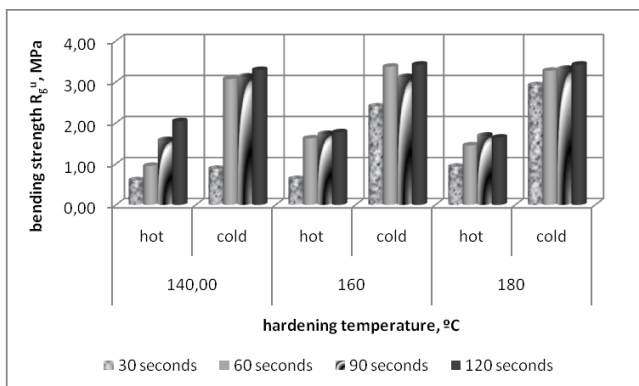 bending strength Rgᵘ, MPa
4,00
3,00
2,00
1,00
0,00
hot cold hot cold hot cold
140,00 160 180
hardening temperature, ºC
30 seconds 60 seconds 90 seconds 120 seconds